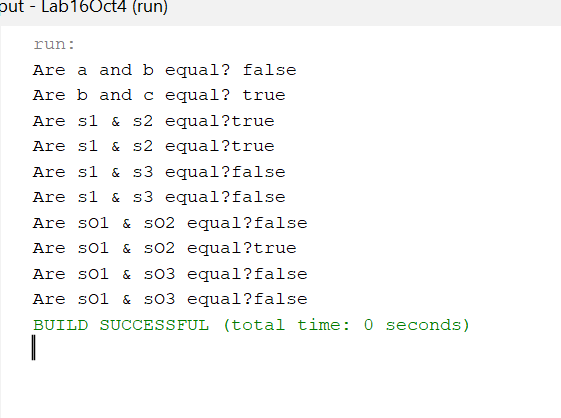 put - Lab16Oct4 (run)
run:
Are a and b equal? false
Are b and c equal? true
Are s1 & s2 equal?true
Are s1 & s2 equal?true
Are s1 & s3 equal?false
Are s1 & s3 equal?false
Are sO1 & sO2 equal?false
Are sO1 & sO2 equal?true
Are sO1 & sO3 equal?false
Are sO1 & sO3 equal?false
BUILD SUCCESSFUL (total time: 0 seconds)